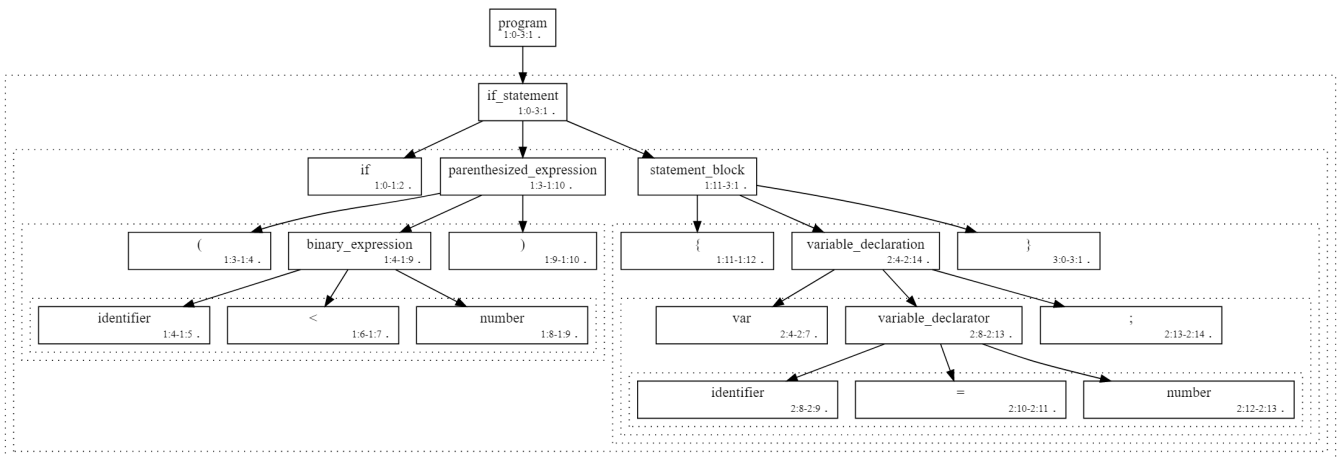 program
1:0-3:1 .
if_statement
1:0-3:1 .
if
1:0-1:2 .
parenthesized_expression
1:3-1:10 .
statement_block
1:11-3:1 .
(
1:3-1:4 .
binary_expression
1:4-1:9 .
)
1:9-1:10 .
{
1:11-1:12 .
variable_declaration
2:4-2:14 .
}
3:0-3:1 .
identifier
1:4-1:5 .
<
1:6-1:7 .
number
1:8-1:9 .
var
2:4-2:7 .
variable_declarator
2:8-2:13 .
;
2:13-2:14 .
identifier
2:8-2:9 .
=
2:10-2:11 .
number
2:12-2:13 .